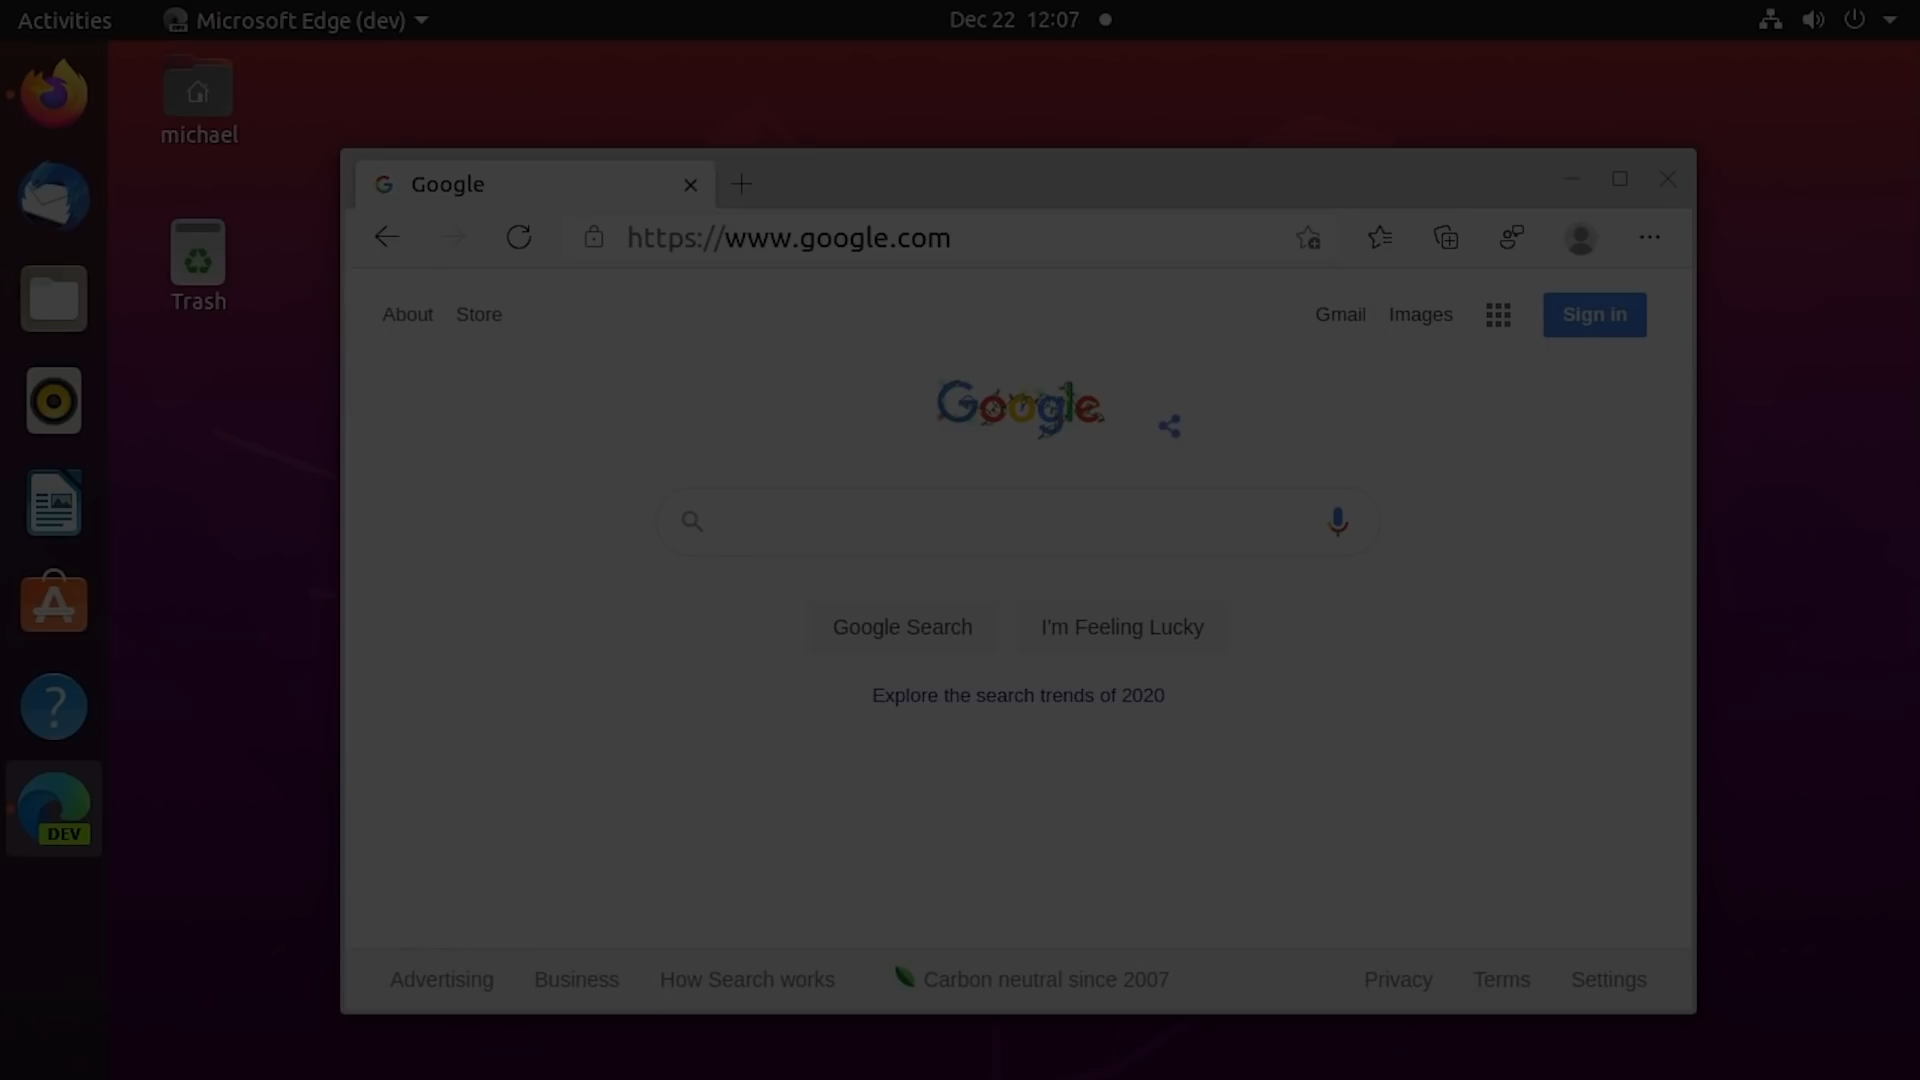 Activities Microsoft Edge (dev) Dec 22 12:07
michael
Trash
Google
https://www.google.com
About Store Gmail Images Sign in
Google
Google Search I'm Feeling Lucky
Explore the search trends of 2020
DEV
Advertising Business How Search works Carbon neutral since 2007 Privacy Terms Settings